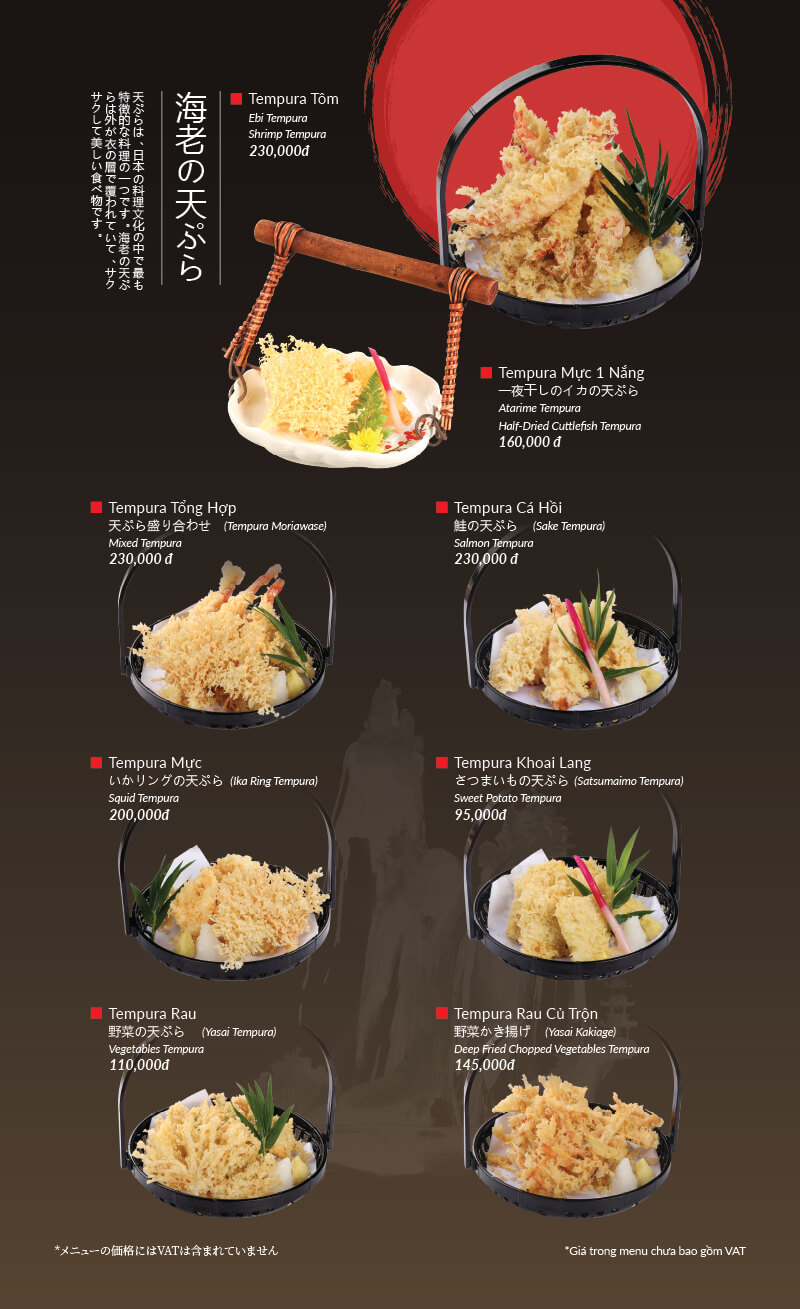 海老の天ぷら
天ぷらは、日本の料理文化の中で最も
特徴的な料理の一つです。海老の天ぷ
らは外が衣の層で覆われていて、サク
サクして美しい食べ物です。
Tempura Tôm
Ebi Tempura
Shrimp Tempura
230,000đ
Tempura Mực 1 Nắng
一夜干しのイカの天ぷら
Atarime Tempura
Half-Dried Cuttlefish Tempura
160,000 đ
Tempura Tổng Hợp
天ぷら盛り合わせ (Tempura Moriawase)
Mixed Tempura
230,000 đ
Tempura Cá Hồi
鮭の天ぷら (Sake Tempura)
Salmon Tempura
230,000 đ
Tempura Mực
いかリングの天ぷら (Ika Ring Tempura)
Squid Tempura
200,000đ
Tempura Khoai Lang
さつまいもの天ぷら (Satsumaimo Tempura)
Sweet Potato Tempura
95,000đ
Tempura Rau
野菜の天ぷら (Yasai Tempura)
Vegetables Tempura
110,000đ
Tempura Rau Củ Trộn
野菜かき揚げ (Yasai Kakiage)
Deep Fried Chopped Vegetables Tempura
145,000đ
*メニューの価格にはVATは含まれていません
*Giá trong menu chưa bao gồm VAT